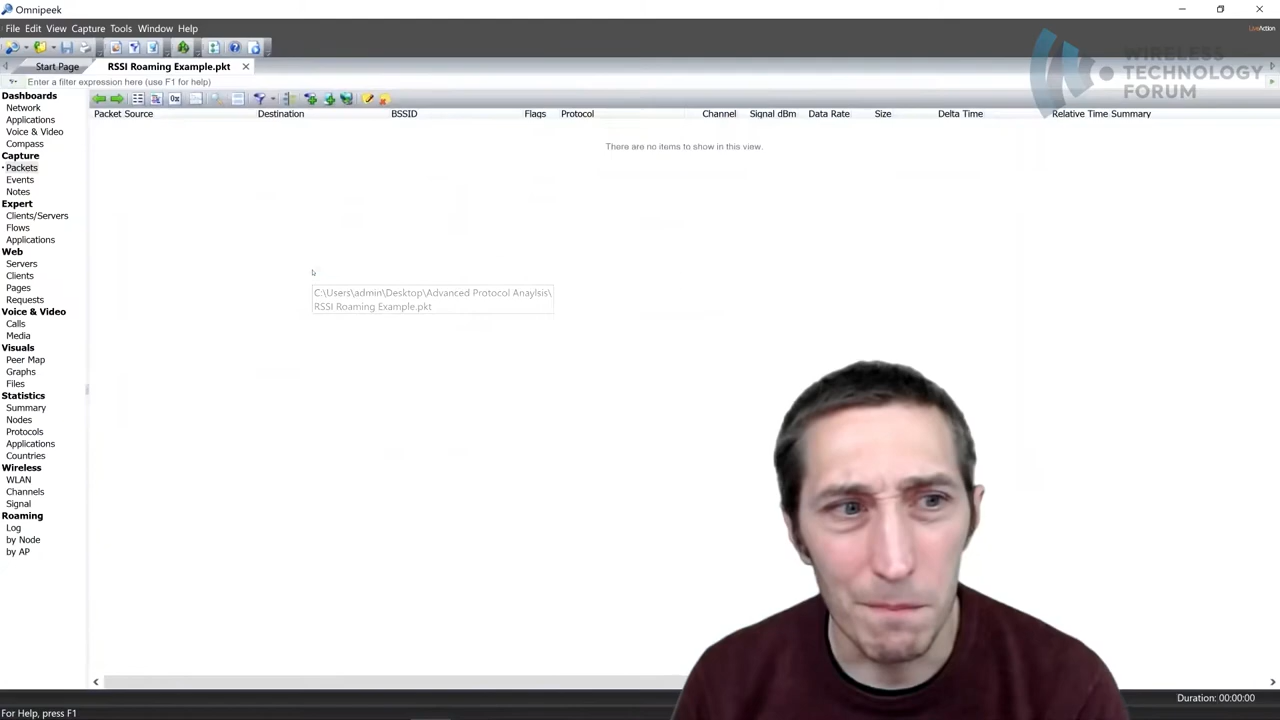 Omnipeek
File Edit View Capture Tools Window Help
LiveAction
Start Page RSSI Roaming Example.pkt
WIRELESS
TECHNOLOGY
FORUM
Enter a filter expression here (use F1 for help)
Packet Source Destination BSSID Flags Protocol Channel Signal dBm Data Rate Size Delta Time Relative Time Summary
There are no items to show in this view.
Dashboards
Network
Applications
Voice & Video
Compass
Capture
Packets
Events
Notes
Expert
Clients/Servers
Flows
Applications
Web
Servers
Clients
Pages
Requests
Voice & Video
Calls
Media
Visuals
Peer Map
Graphs
Files
Statistics
Summary
Nodes
Protocols
Applications
Countries
Wireless
WLAN
Channels
Signal
Roaming
Log
by Node
by AP
C:\Users\admin\Desktop\Advanced Protocol Anaylsis\
RSSI Roaming Example.pkt
Duration: 00:00:00
For Help, press F1